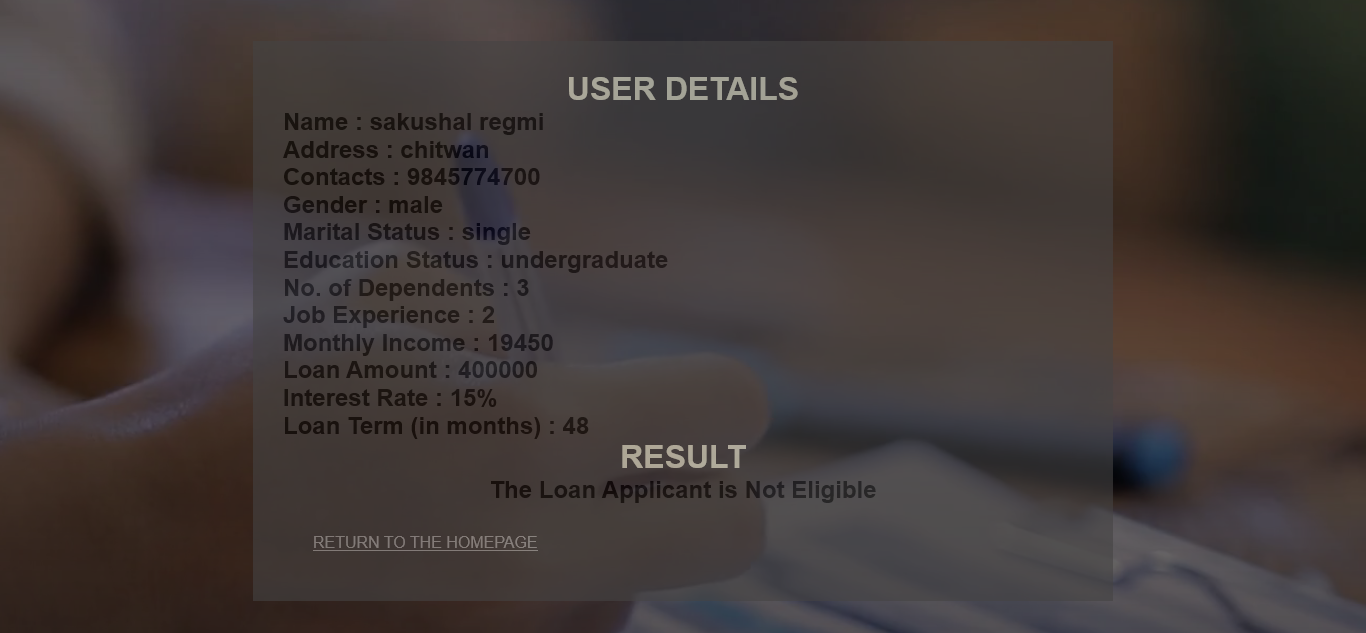 USER DETAILS
Name : sakushal regmi
Address : chitwan
Contacts : 9845774700
Gender : male
Marital Status : single
Education Status : undergraduate
No. of Dependents : 3
Job Experience : 2
Monthly Income : 19450
Loan Amount : 400000
Interest Rate : 15%
Loan Term (in months) : 48
RESULT
The Loan Applicant is Not Eligible
RETURN TO THE HOMEPAGE